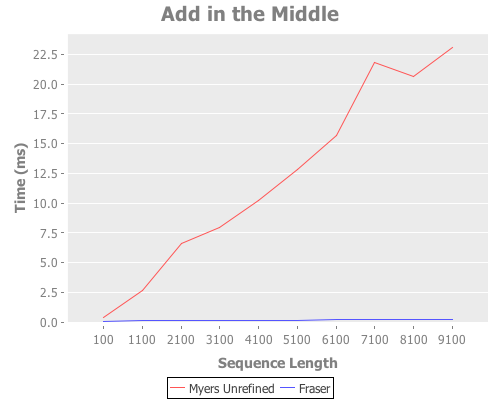 Add in the Middle
Time (ms)
22.5
20.0
17.5
15.0
12.5
10.0
7.5
5.0
2.5
0.0
100 1100 2100 3100 4100 5100 6100 7100 8100 9100
Sequence Length
Myers Unrefined Fraser